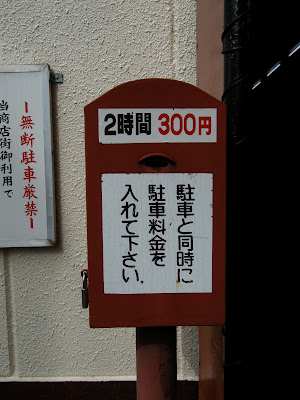 2時間 300円
駐車と同時に
駐車料金を
入れて下さい.
ー無断駐車厳禁ー
当商店街御利用で